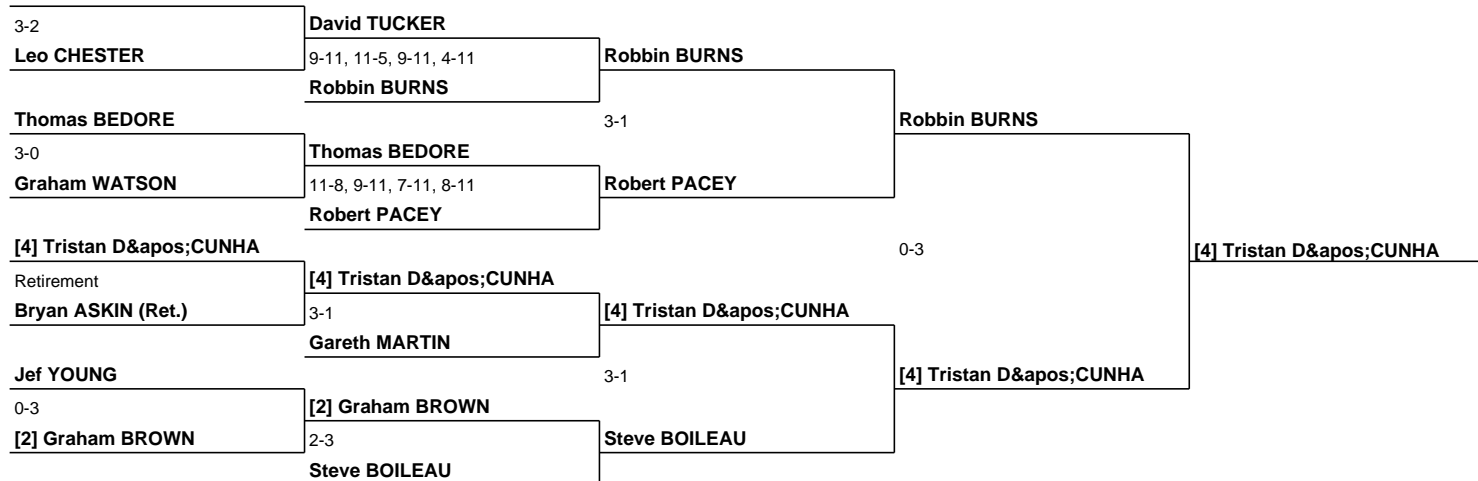 3-2
David TUCKER
Leo CHESTER
9-11, 11-5, 9-11, 4-11
Robbin BURNS
Robbin BURNS
Thomas BEDORE
3-1
Robbin BURNS
3-0
Thomas BEDORE
Graham WATSON
11-8, 9-11, 7-11, 8-11
Robert PACEY
Robert PACEY
[4] Tristan D&apos;CUNHA
0-3
[4] Tristan D&apos;CUNHA
Retirement
[4] Tristan D&apos;CUNHA
Bryan ASKIN (Ret.)
3-1
[4] Tristan D&apos;CUNHA
Gareth MARTIN
Jef YOUNG
3-1
[4] Tristan D&apos;CUNHA
0-3
[2] Graham BROWN
[2] Graham BROWN
2-3
Steve BOILEAU
Steve BOILEAU